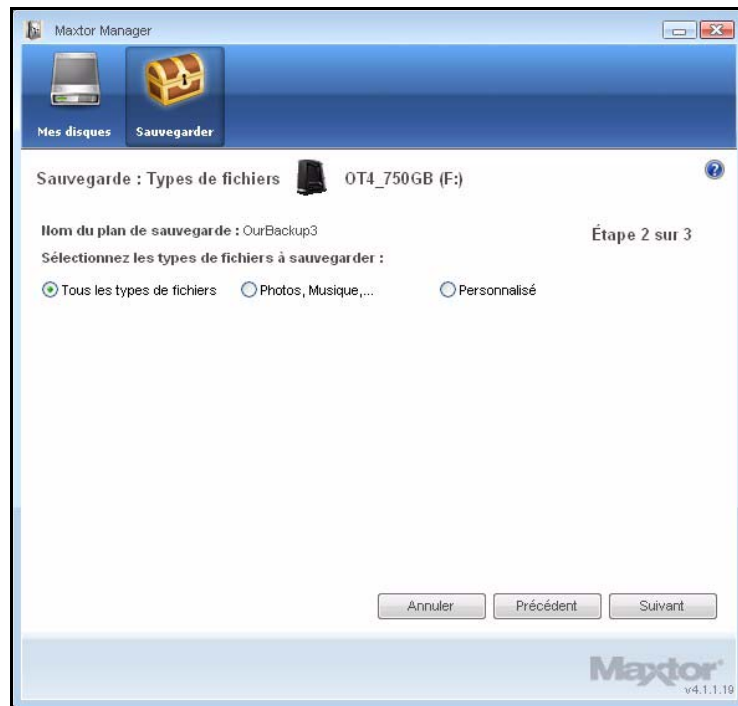 Maxtor Manager
Mes disques
Sauvegarder
Sauvegarde : Types de fichiers OT4_750GB (F:)
Nom du plan de sauvegarde : OurBackup3
Étape 2 sur 3
Sélectionnez les types de fichiers à sauvegarder :
Tous les types de fichiers Photos, Musique,... Personnalisé
Annuler Précédent Suivant
Maxtor
v4.1.1.19